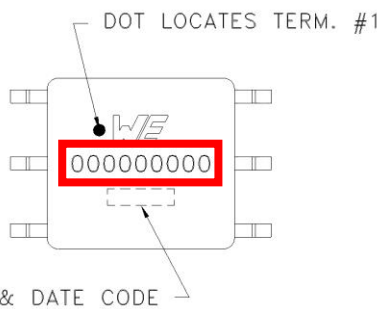 DOT LOCATES TERM. #1
WE
000000000
& DATE CODE